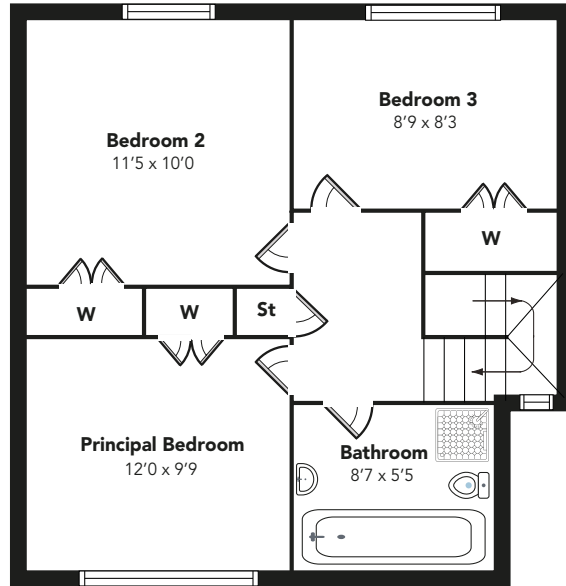 Bedroom 2
11'5 x 10'0
Bedroom 3
8'9 x 8'3
W
W
W
St
Principal Bedroom
12'0 x 9'9
Bathroom
8'7 x 5'5